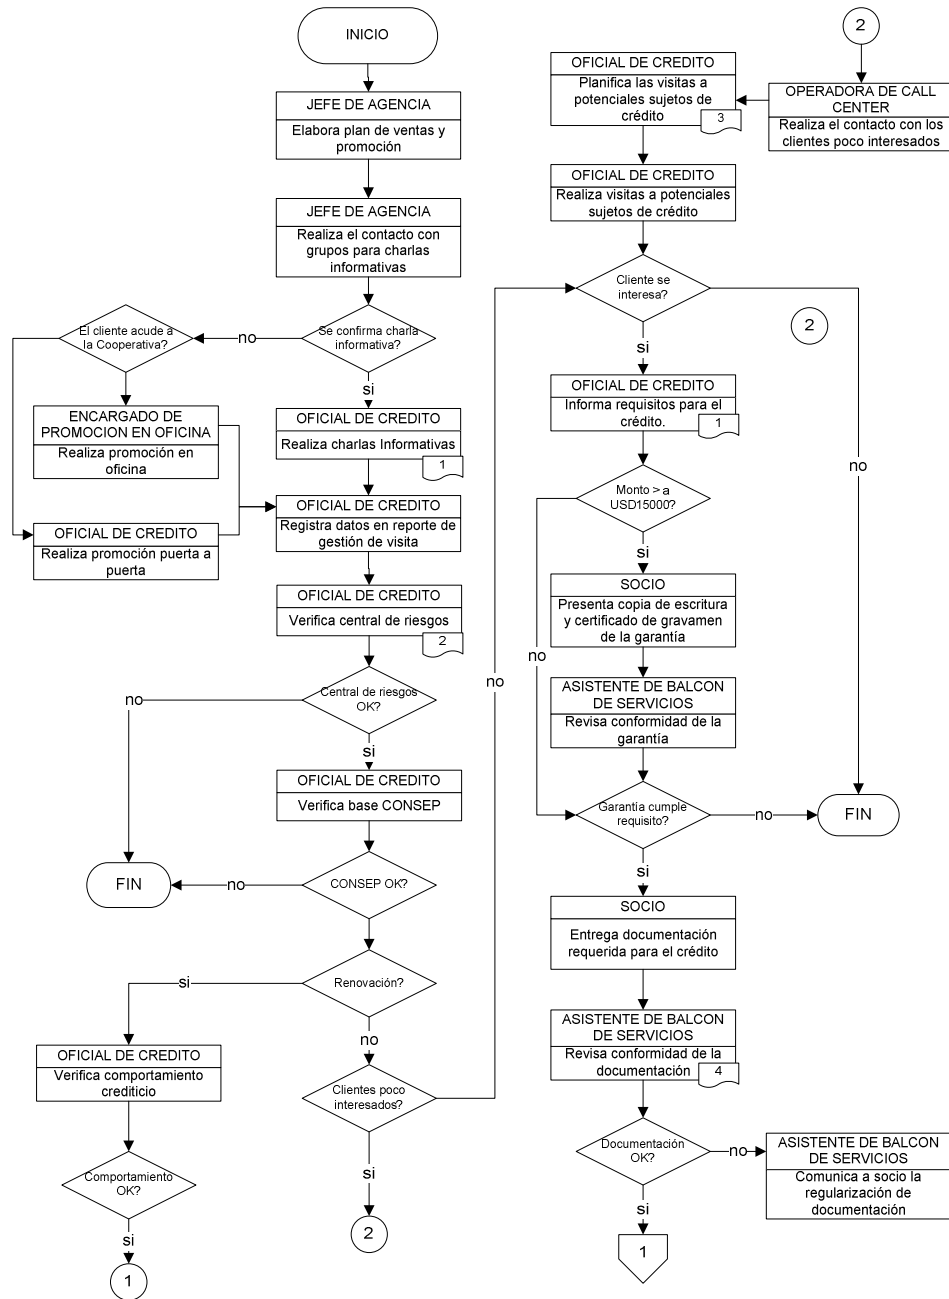 INICIO
JEFE DE AGENCIA
Elabora plan de ventas y
promoción
JEFE DE AGENCIA
Realiza el contacto con
grupos para charlas
informativas
Se confirma charla
informativa?
no
El cliente acude a
la Cooperativa?
si
ENCARGADO DE
PROMOCION EN OFICINA
Realiza promoción en
oficina
OFICIAL DE CREDITO
Realiza charlas Informativas
1
OFICIAL DE CREDITO
Realiza promoción puerta a
puerta
OFICIAL DE CREDITO
Registra datos en reporte de
gestión de visita
OFICIAL DE CREDITO
Verifica central de riesgos
2
Central de riesgos
OK?
no
si
OFICIAL DE CREDITO
Verifica base CONSEP
CONSEP OK?
no
FIN
Renovación?
si
no
OFICIAL DE CREDITO
Verifica comportamiento
crediticio
Clientes poco
interesados?
no
si
2
Comportamiento
OK?
si
1
2
OPERADORA DE CALL
CENTER
Realiza el contacto con los
clientes poco interesados
OFICIAL DE CREDITO
Planifica las visitas a
potenciales sujetos de
crédito
3
OFICIAL DE CREDITO
Realiza visitas a potenciales
sujetos de crédito
Cliente se
interesa?
2
si
no
OFICIAL DE CREDITO
Informa requisitos para el
crédito.
1
Monto > a
USD15000?
si
no
SOCIO
Presenta copia de escritura
y certificado de gravamen
de la garantía
ASISTENTE DE BALCON
DE SERVICIOS
Revisa conformidad de la
garantía
Garantía cumple
requisito?
no
FIN
si
SOCIO
Entrega documentación
requerida para el crédito
ASISTENTE DE BALCON
DE SERVICIOS
Revisa conformidad de la
documentación
4
Documentación
OK?
no
ASISTENTE DE BALCON
DE SERVICIOS
Comunica a socio la
regularización de
documentación
si
1